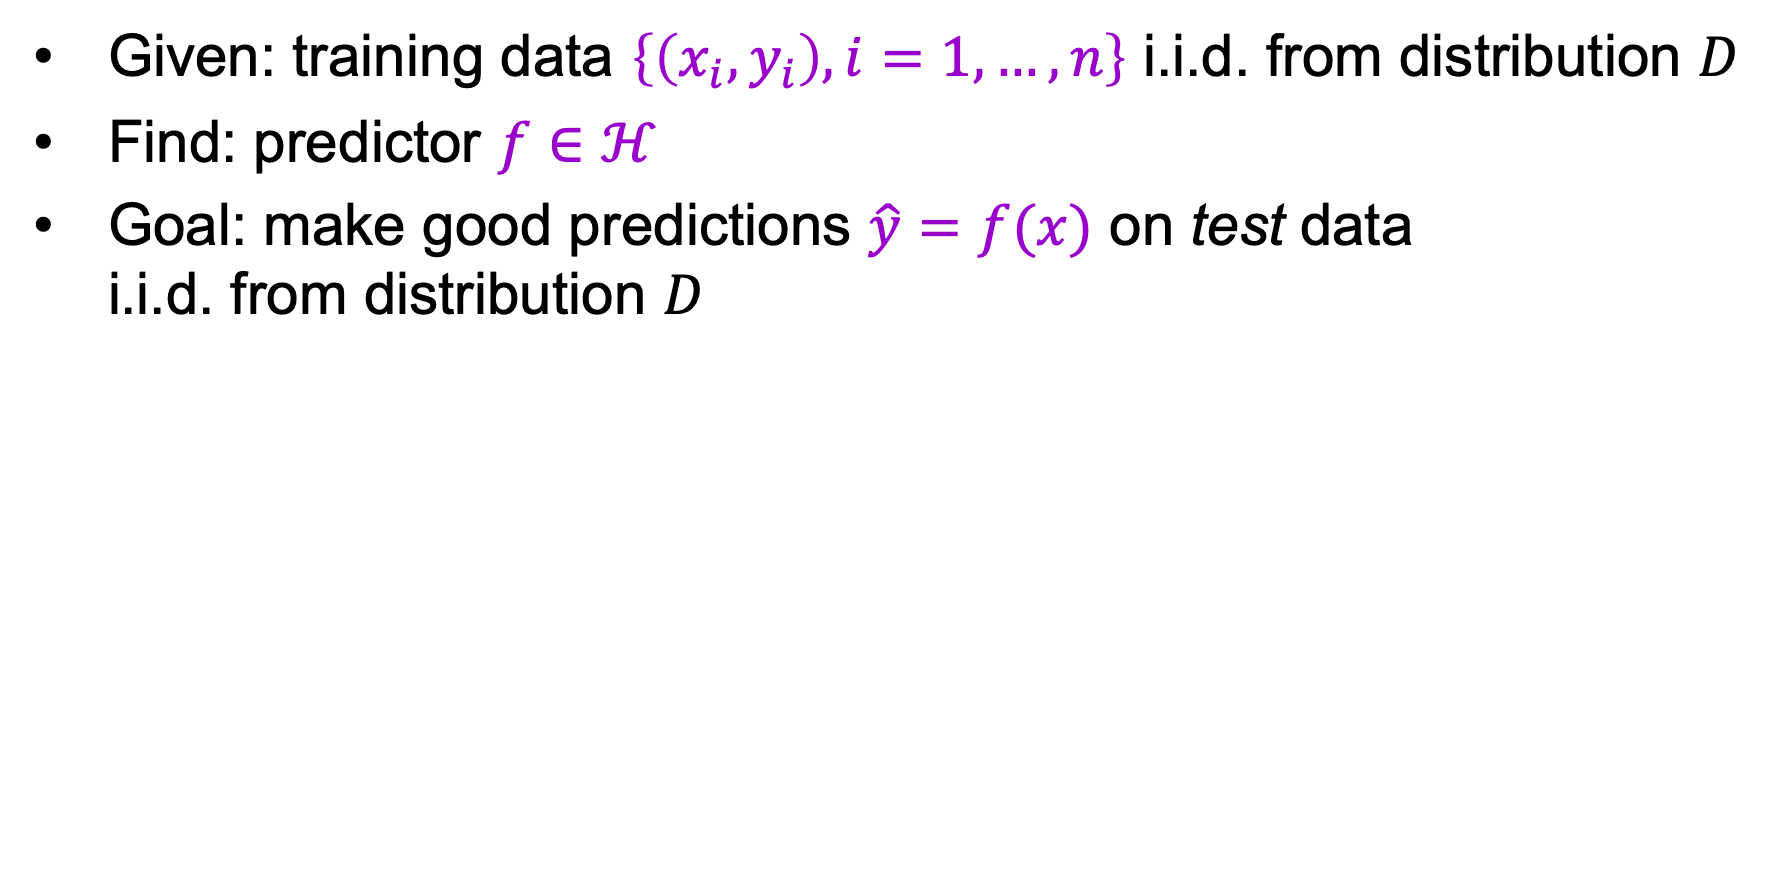 • Given: training data {(xᵢ, yᵢ), i = 1, … , n} i.i.d. from distribution D
• Find: predictor f ∈ ℋ
• Goal: make good predictions ŷ = f(x) on test data
i.i.d. from distribution D